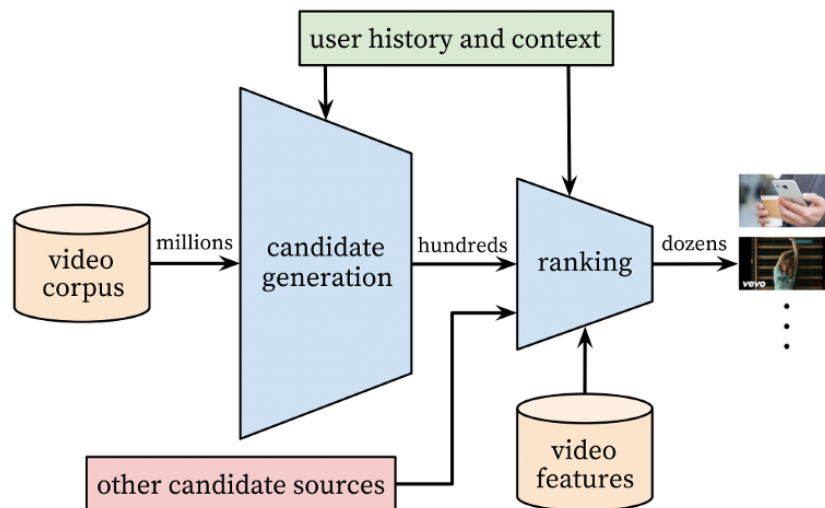 user history and context
millions
video
corpus
candidate
generation
hundreds
ranking
dozens
vevo
other candidate sources
video
features